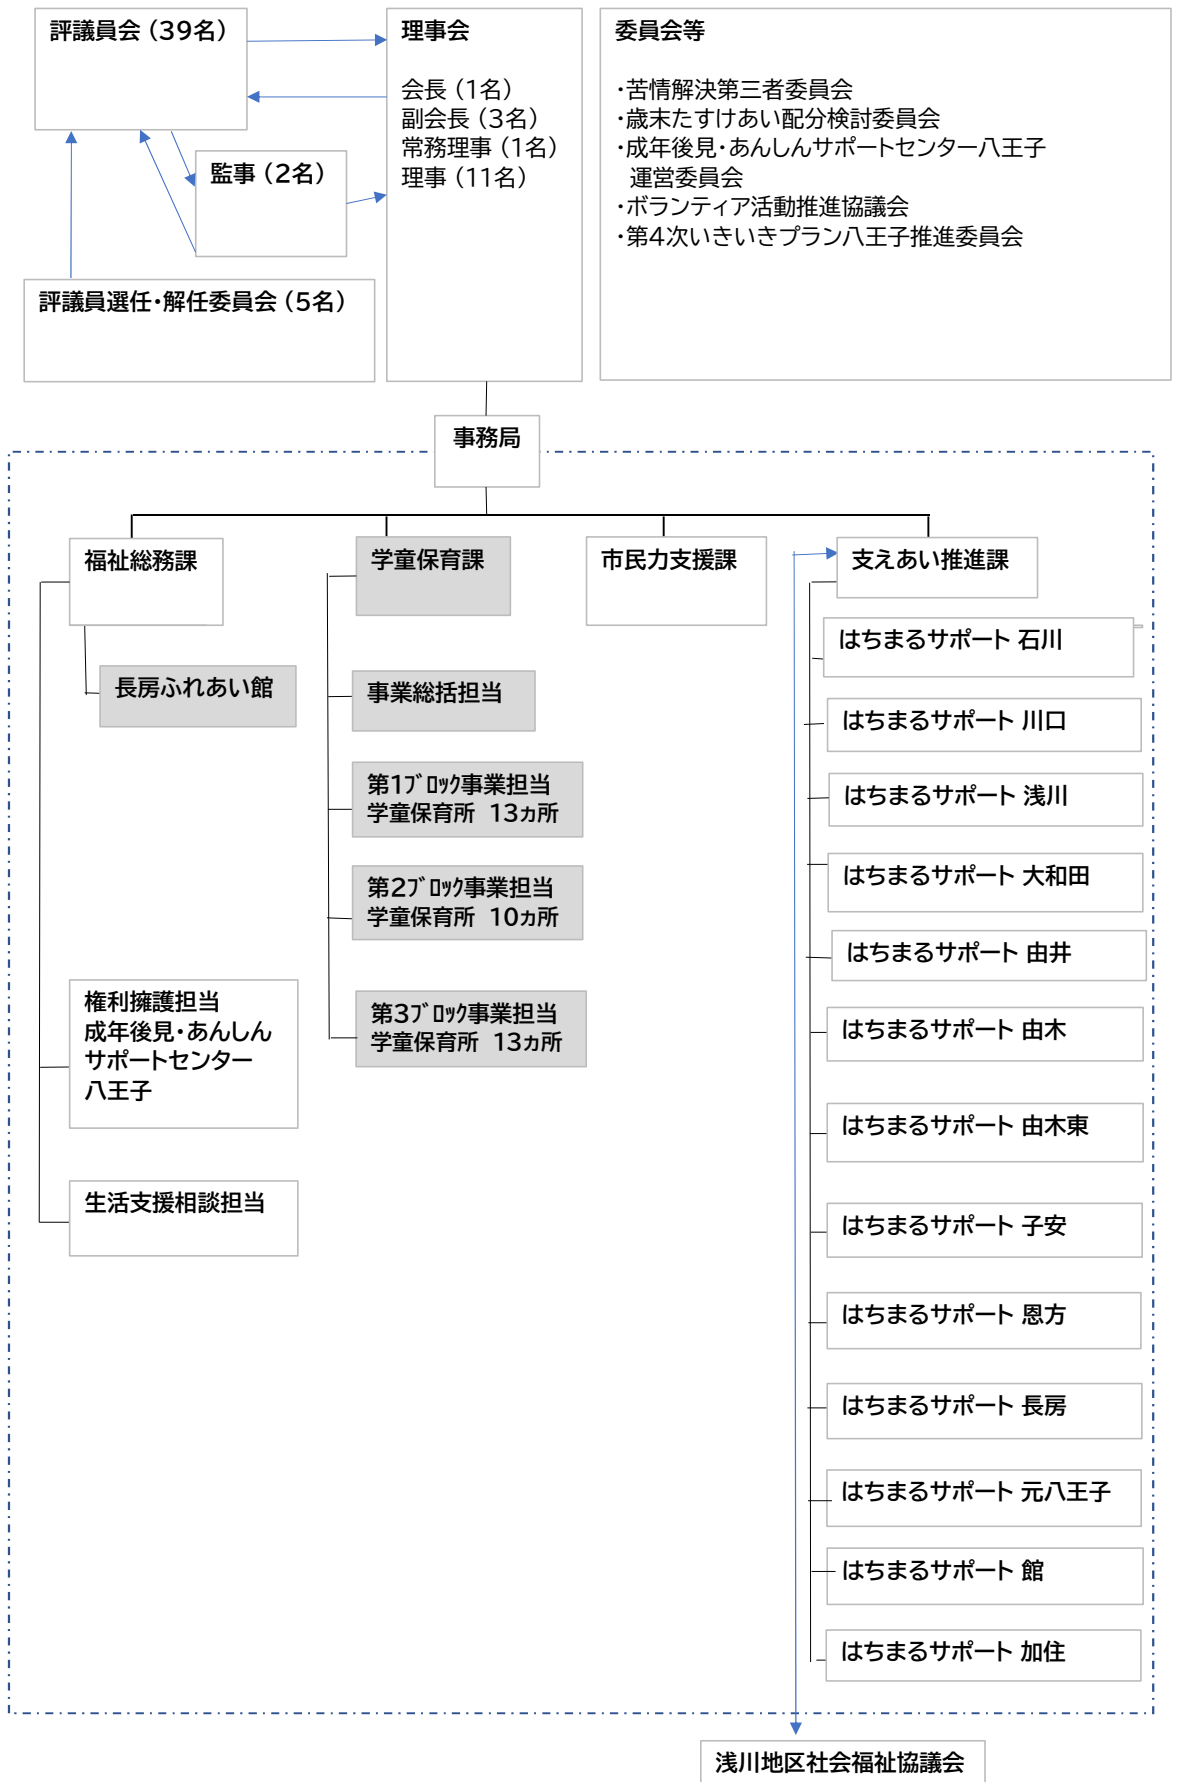 評議員会（39名）
理事会
会長（1名）
副会長（3名）
常務理事（1名）
理事（11名）
委員会等
・苦情解決第三者委員会
・歳末たすけあい配分検討委員会
・成年後見・あんしんサポートセンター八王子
運営委員会
・ボランティア活動推進協議会
・第4次いきいきプラン八王子推進委員会
監事（2名）
評議員選任・解任委員会（5名）
事務局
福祉総務課
長房ふれあい館
権利擁護担当
成年後見・あんしん
サポートセンター
八王子
生活支援相談担当
学童保育課
事業総括担当
第1ﾌﾞﾛｯｸ事業担当
学童保育所 13ヵ所
第2ﾌﾞﾛｯｸ事業担当
学童保育所 10ヵ所
第3ﾌﾞﾛｯｸ事業担当
学童保育所 13ヵ所
市民力支援課
支えあい推進課
はちまるサポート 石川
はちまるサポート 川口
はちまるサポート 浅川
はちまるサポート 大和田
はちまるサポート 由井
はちまるサポート 由木
はちまるサポート 由木東
はちまるサポート 子安
はちまるサポート 恩方
はちまるサポート 長房
はちまるサポート 元八王子
はちまるサポート 館
はちまるサポート 加住
浅川地区社会福祉協議会